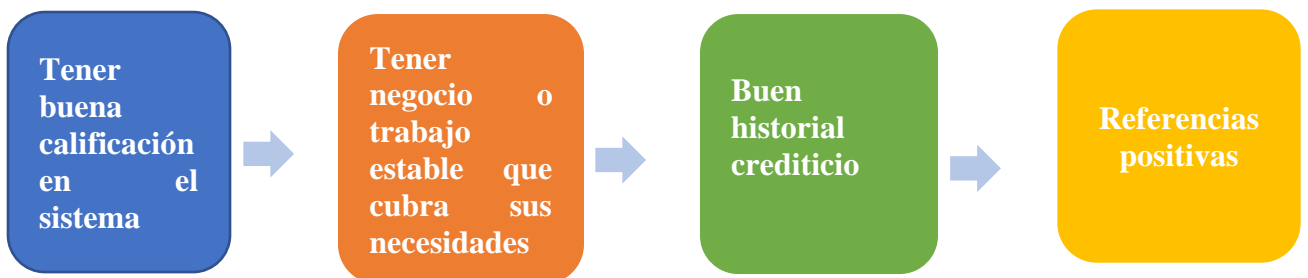 Tener
buena
calificación
en el
sistema
Tener
negocio o
trabajo
estable que
cubra sus
necesidades
Buen
historial
crediticio
Referencias
positivas